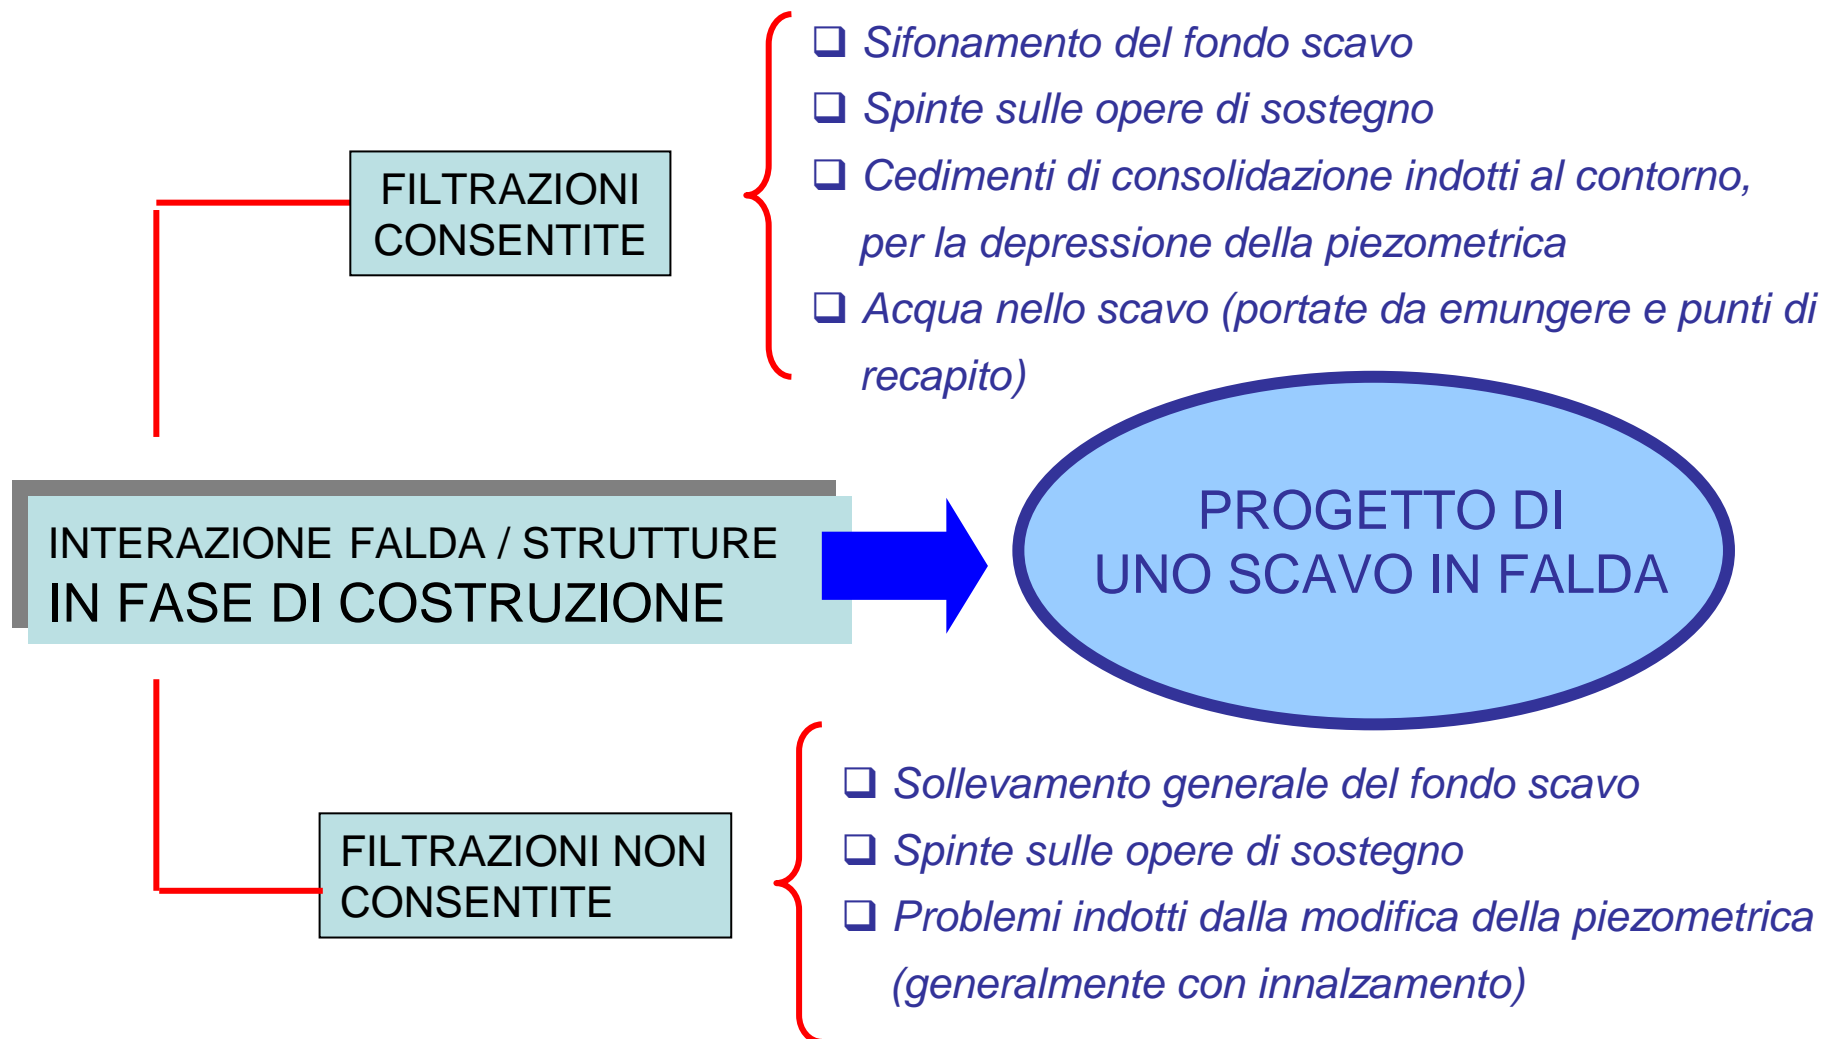 ❑ Sifonamento del fondo scavo
❑ Spinte sulle opere di sostegno
❑ Cedimenti di consolidazione indotti al contorno,
per la depressione della piezometrica
❑ Acqua nello scavo (portate da emungere e punti di
recapito)
FILTRAZIONI
CONSENTITE
INTERAZIONE FALDA / STRUTTURE
IN FASE DI COSTRUZIONE
PROGETTO DI
UNO SCAVO IN FALDA
FILTRAZIONI NON
CONSENTITE
❑ Sollevamento generale del fondo scavo
❑ Spinte sulle opere di sostegno
❑ Problemi indotti dalla modifica della piezometrica
(generalmente con innalzamento)